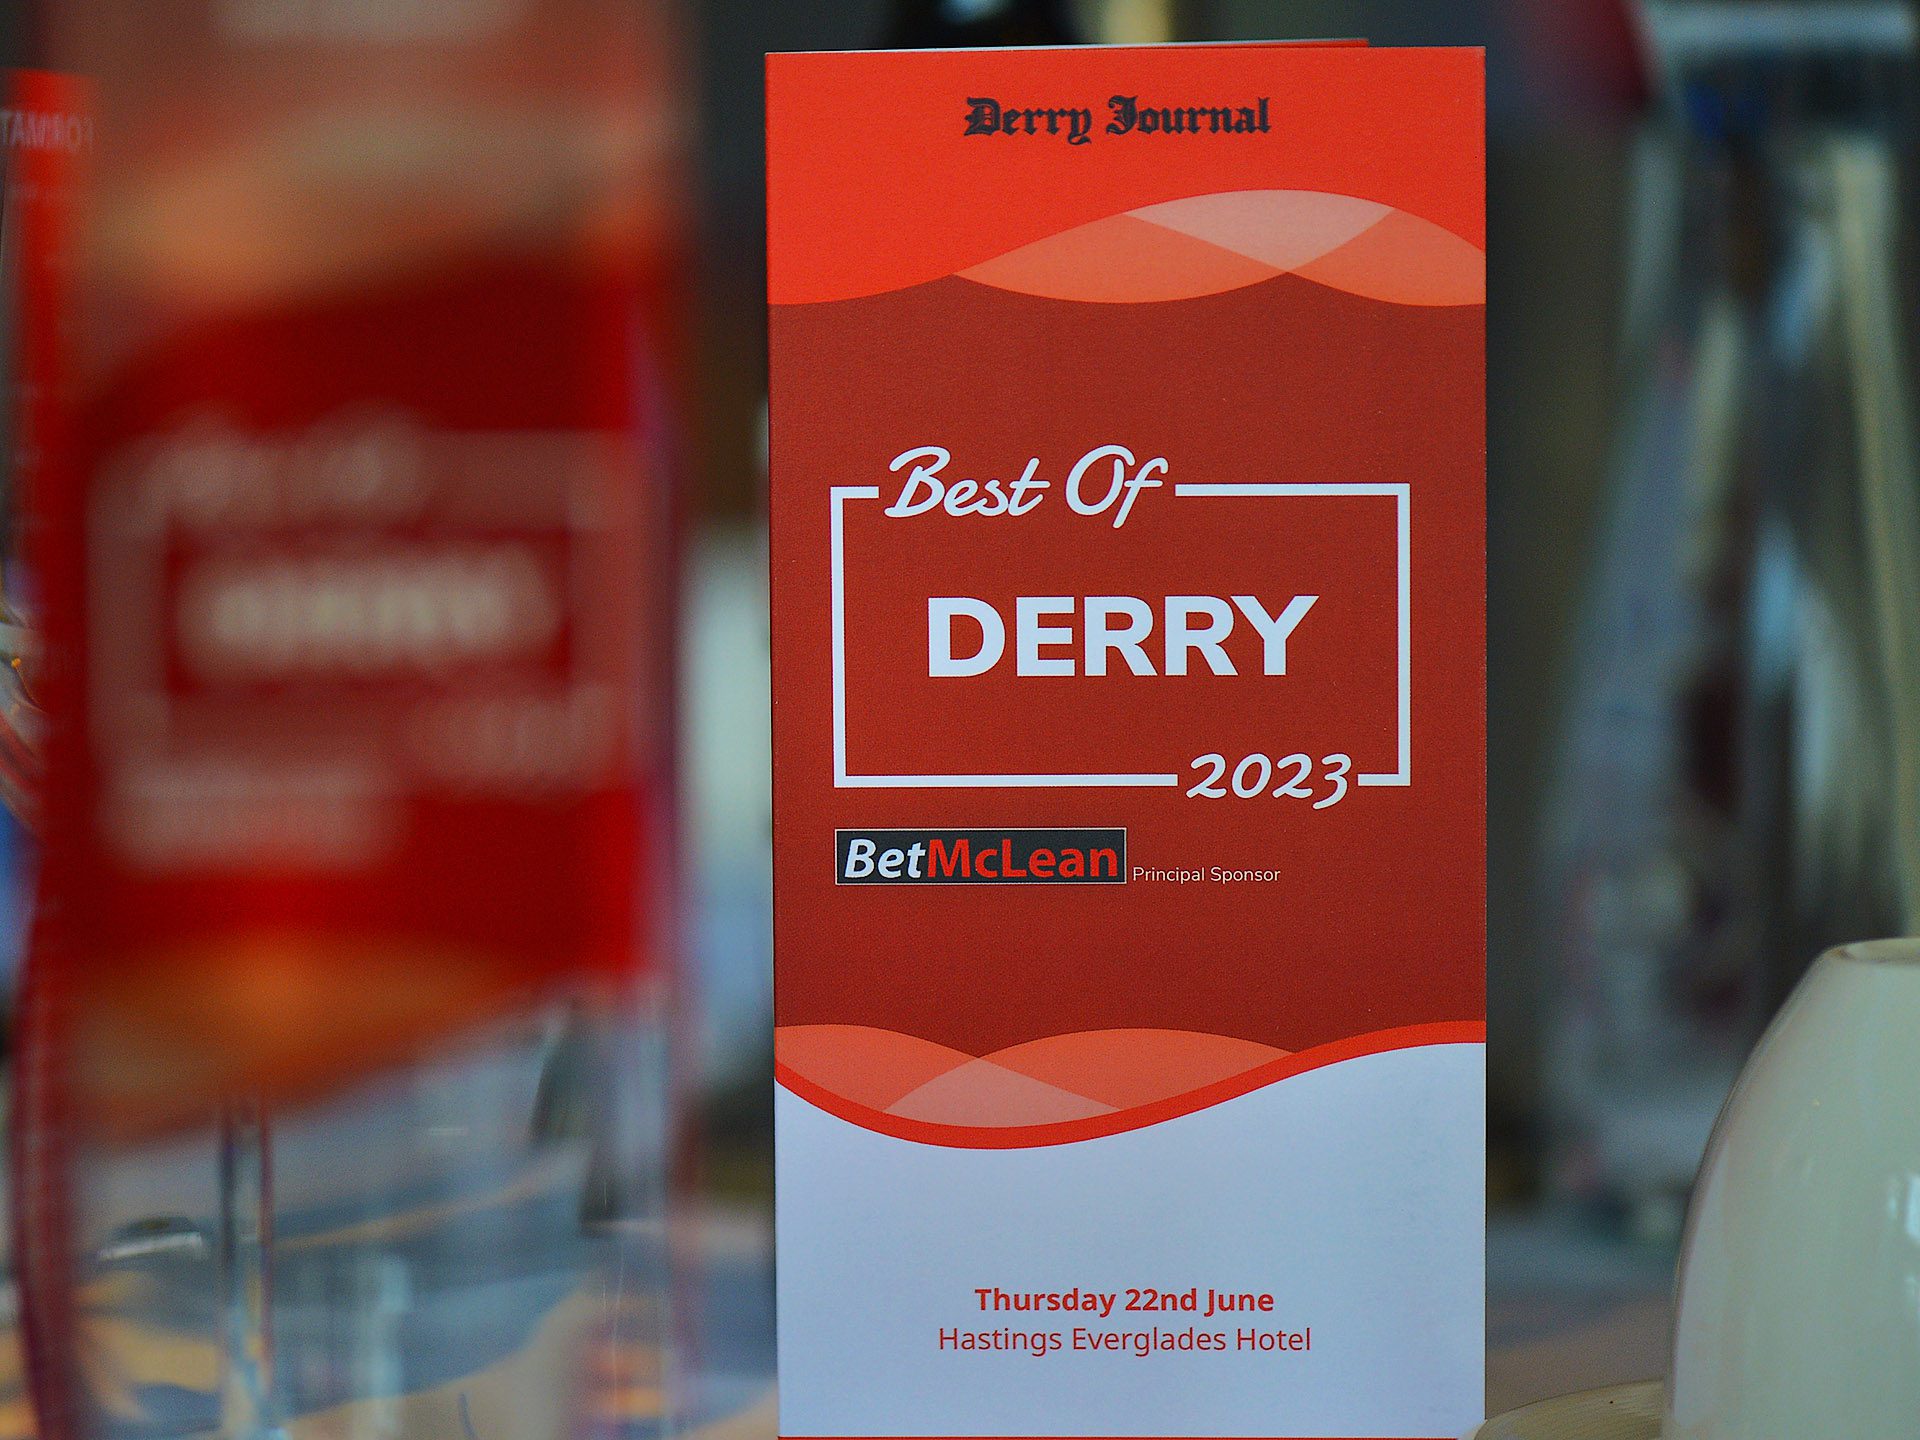 Derry Journal
Best Of
DERRY
2023
BetMcLean Principal Sponsor
Thursday 22nd June
Hastings Everglades Hotel